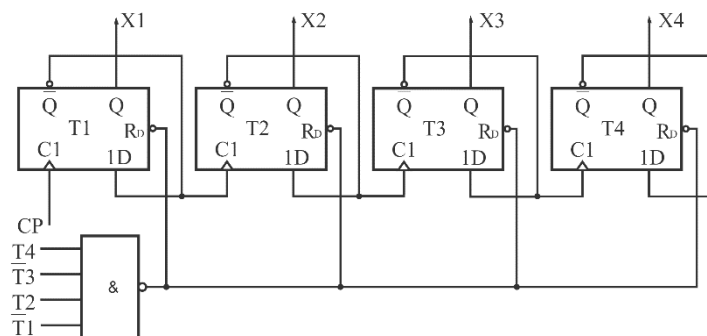 X1 X2 X3 X4
Q̅ Q Q̅ Q Q̅ Q Q̅ Q
T1 R_D T2 R_D T3 R_D T4 R_D
C1 1D C1 1D C1 1D C1 1D
CP
T4
T̅3
T2
T̅1
&